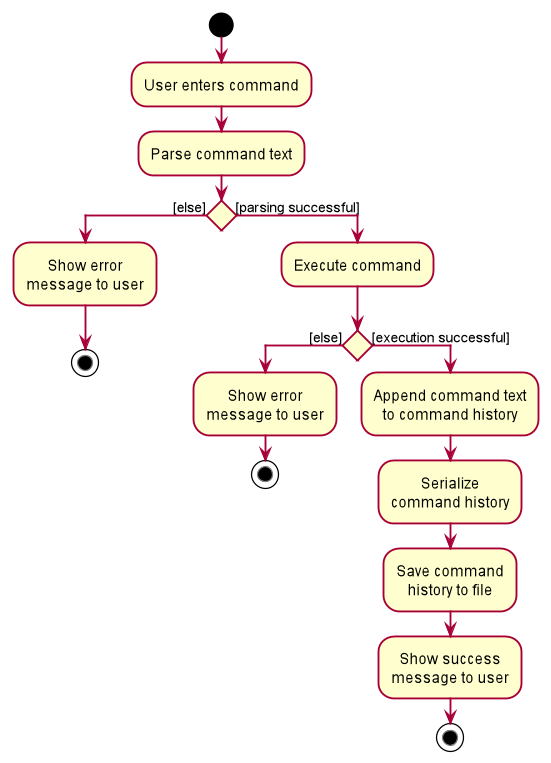 User enters command
Parse command text
[else]
[parsing successful]
Show error
message to user
Execute command
[else]
[execution successful]
Show error
message to user
Append command text
to command history
Serialize
command history
Save command
history to file
Show success
message to user